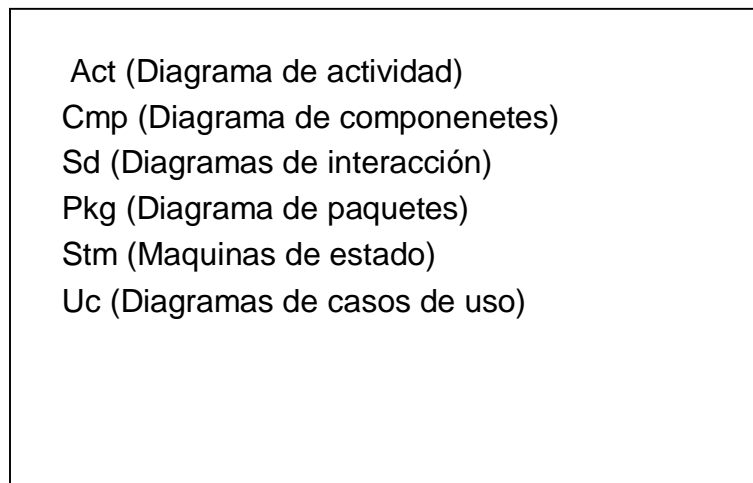 Act (Diagrama de actividad)
Cmp (Diagrama de componenetes)
Sd (Diagramas de interacción)
Pkg (Diagrama de paquetes)
Stm (Maquinas de estado)
Uc (Diagramas de casos de uso)